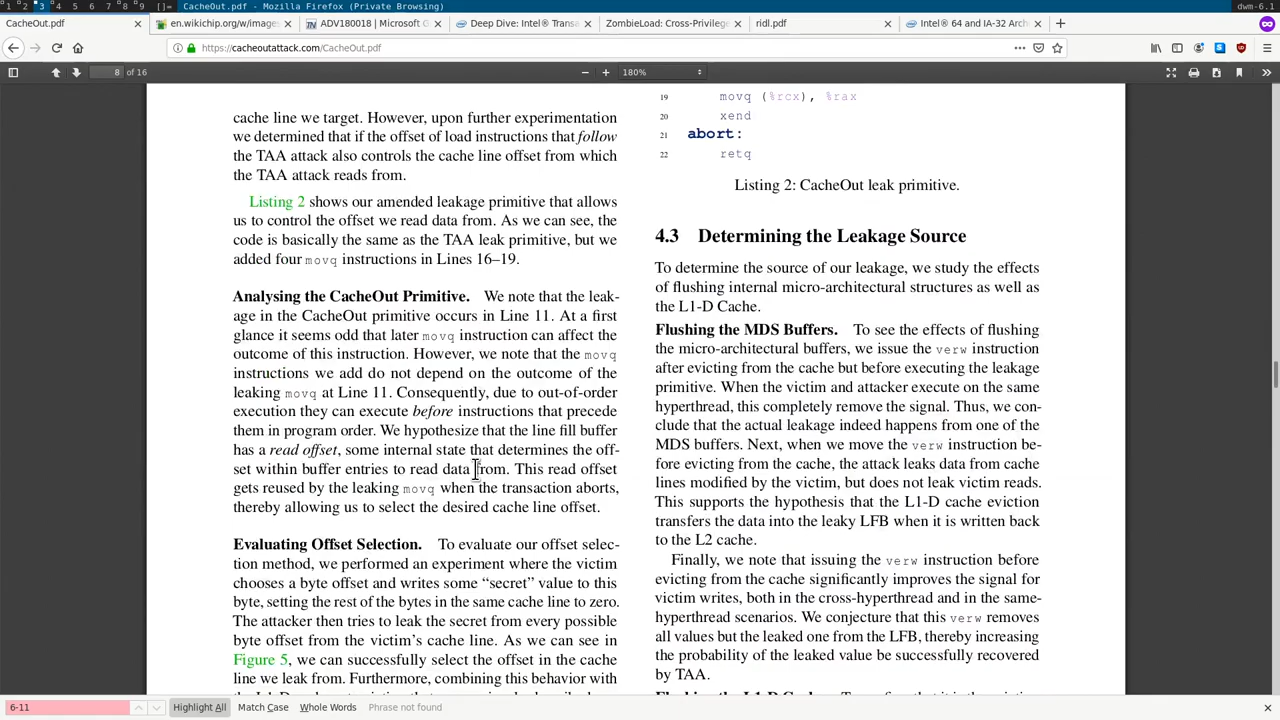 1 2 3 4 5 6 7 8 9 []= CacheOut.pdf - Mozilla Firefox (Private Browsing) dwm-6.1
CacheOut.pdf × en.wikichip.org/w/images × ADV180018 | Microsoft G × Deep Dive: Intel® Transa × ZombieLoad: Cross-Privilege × ridl.pdf × Intel® 64 and IA-32 Arch × +
https://cacheoutattack.com/CacheOut.pdf
8 of 16 − + 180%
cache line we target. However, upon further experimentation
we determined that if the offset of load instructions that follow
the TAA attack also controls the cache line offset from which
the TAA attack reads from.
Listing 2 shows our amended leakage primitive that allows
us to control the offset we read data from. As we can see, the
code is basically the same as the TAA leak primitive, but we
added four movq instructions in Lines 16–19.
Analysing the CacheOut Primitive. We note that the leak-
age in the CacheOut primitive occurs in Line 11. At a first
glance it seems odd that later movq instruction can affect the
outcome of this instruction. However, we note that the movq
instructions we add do not depend on the outcome of the
leaking movq at Line 11. Consequently, due to out-of-order
execution they can execute before instructions that precede
them in program order. We hypothesize that the line fill buffer
has a read offset, some internal state that determines the off-
set within buffer entries to read data from. This read offset
gets reused by the leaking movq when the transaction aborts,
thereby allowing us to select the desired cache line offset.
Evaluating Offset Selection. To evaluate our offset selec-
tion method, we performed an experiment where the victim
chooses a byte offset and writes some “secret” value to this
byte, setting the rest of the bytes in the same cache line to zero.
The attacker then tries to leak the secret from every possible
byte offset from the victim’s cache line. As we can see in
Figure 5, we can successfully select the offset in the cache
line we leak from. Furthermore, combining this behavior with
19 movq (%rcx), %rax
20 xend
21 abort:
22 retq
Listing 2: CacheOut leak primitive.
4.3 Determining the Leakage Source
To determine the source of our leakage, we study the effects
of flushing internal micro-architectural structures as well as
the L1-D Cache.
Flushing the MDS Buffers. To see the effects of flushing
the micro-architectural buffers, we issue the verw instruction
after evicting from the cache but before executing the leakage
primitive. When the victim and attacker execute on the same
hyperthread, this completely remove the signal. Thus, we con-
clude that the actual leakage indeed happens from one of the
MDS buffers. Next, when we move the verw instruction be-
fore evicting from the cache, the attack leaks data from cache
lines modified by the victim, but does not leak victim reads.
This supports the hypothesis that the L1-D cache eviction
transfers the data into the leaky LFB when it is written back
to the L2 cache.
Finally, we note that issuing the verw instruction before
evicting from the cache significantly improves the signal for
victim writes, both in the cross-hyperthread and in the same-
hyperthread scenarios. We conjecture that this verw removes
all values but the leaked one from the LFB, thereby increasing
the probability of the leaked value be successfully recovered
by TAA.
6-11 Highlight All Match Case Whole Words Phrase not found